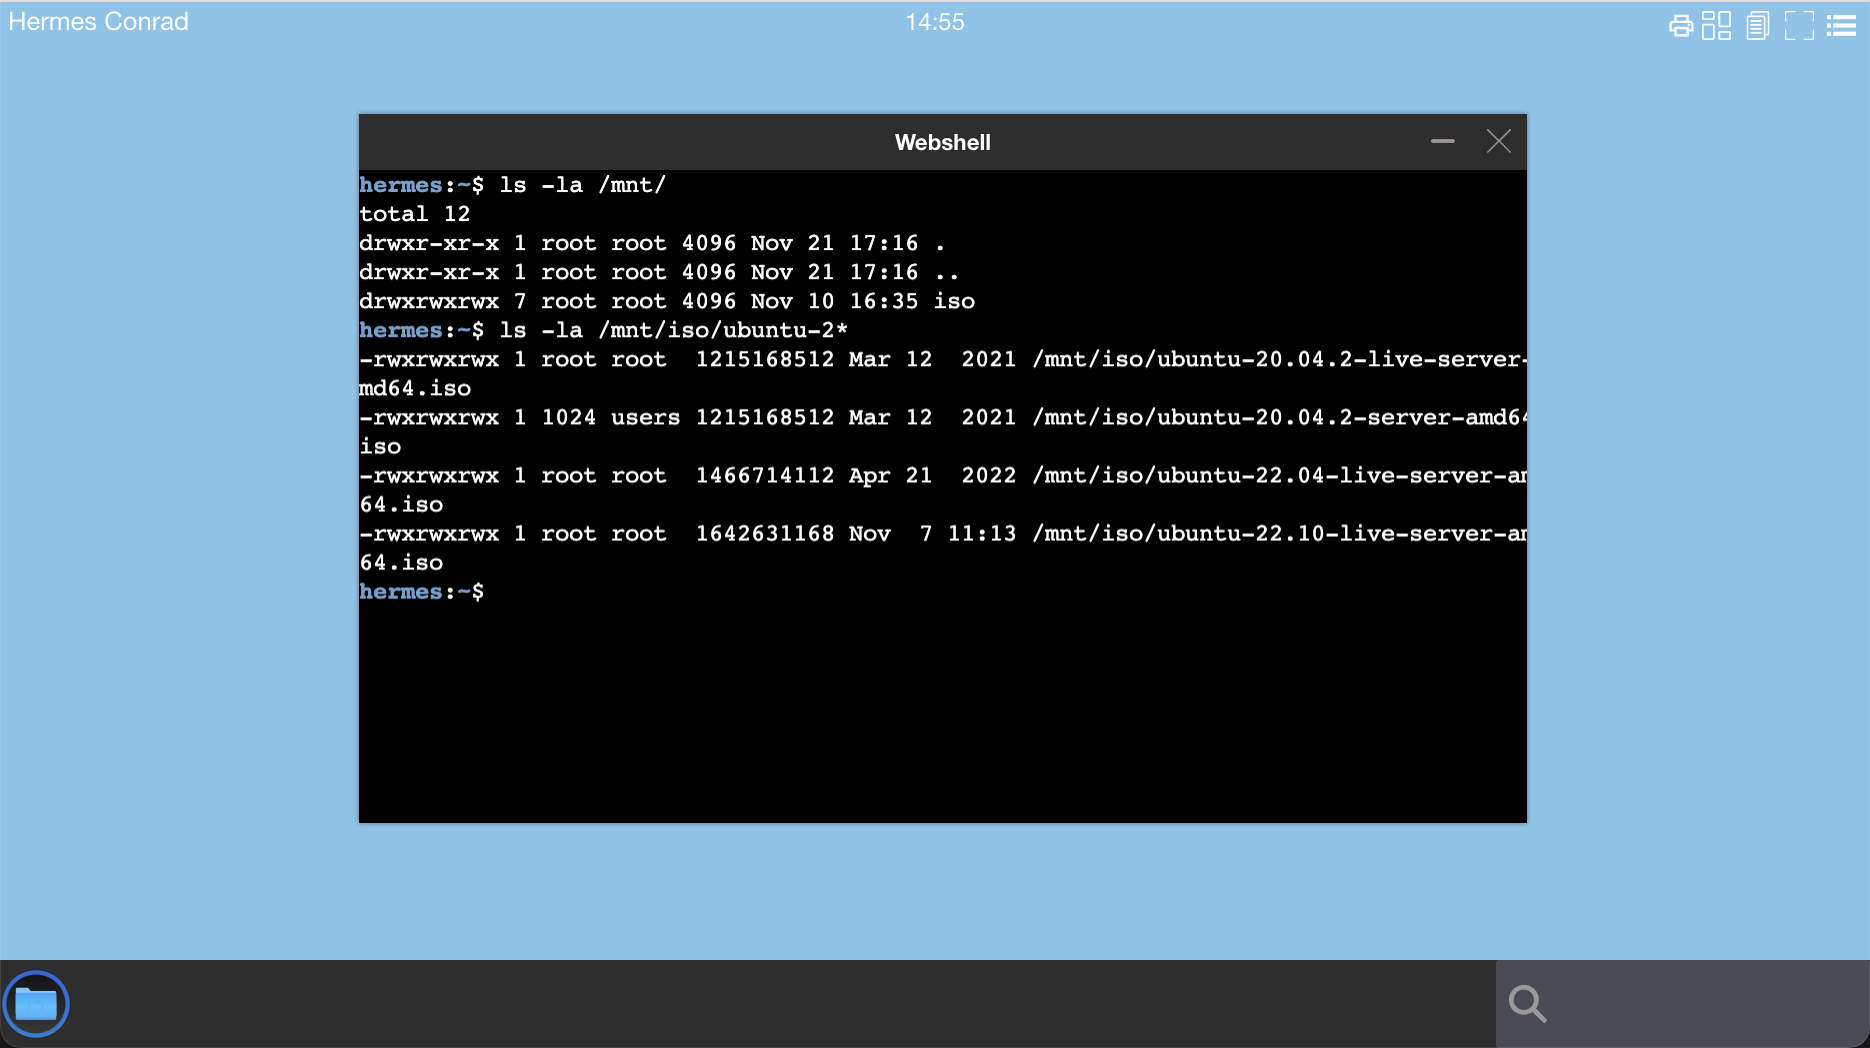 Hermes Conrad 14:55
Webshell
hermes:~$ ls -la /mnt/
total 12
drwxr-xr-x 1 root root 4096 Nov 21 17:16 .
drwxr-xr-x 1 root root 4096 Nov 21 17:16 ..
drwxrwxrwx 7 root root 4096 Nov 10 16:35 iso
hermes:~$ ls -la /mnt/iso/ubuntu-2*
-rwxrwxrwx 1 root root  1215168512 Mar 12  2021 /mnt/iso/ubuntu-20.04.2-live-server-
md64.iso
-rwxrwxrwx 1 1024 users 1215168512 Mar 12  2021 /mnt/iso/ubuntu-20.04.2-server-amd64
iso
-rwxrwxrwx 1 root root  1466714112 Apr 21  2022 /mnt/iso/ubuntu-22.04-live-server-am
64.iso
-rwxrwxrwx 1 root root  1642631168 Nov  7 11:13 /mnt/iso/ubuntu-22.10-live-server-am
64.iso
hermes:~$